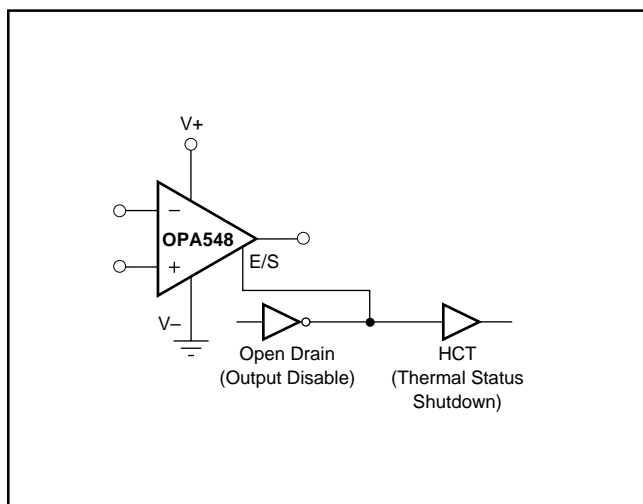 V+
−
OPA548
+
E/S
V–
Open Drain
(Output Disable)
HCT
(Thermal Status
Shutdown)